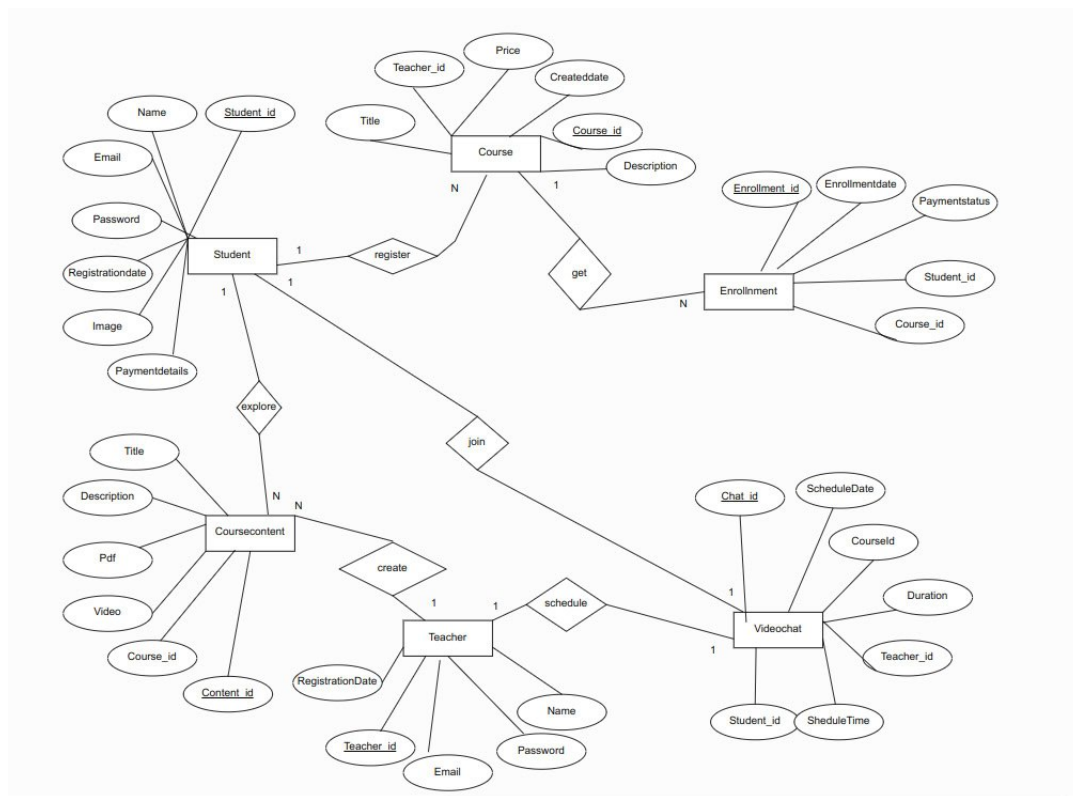 Price
Teacher_id
Createddate
Name
Student_id
Title
Course_id
Course
Email
Description
N
1
Enrollment_id
Enrollmentdate
Paymentstatus
Password
Student
1
register
get
Registrationdate
1
1
Enrollnment
Student_id
N
Image
Course_id
Paymentdetails
explore
join
Title
Description
N
N
Chat_id
ScheduleDate
Coursecontent
CourseId
Pdf
create
Video
1
1
schedule
1
Duration
Teacher
Videochat
Course_id
1
Teacher_id
RegistrationDate
Content_id
Name
Student_id
SheduleTime
Teacher_id
Password
Email